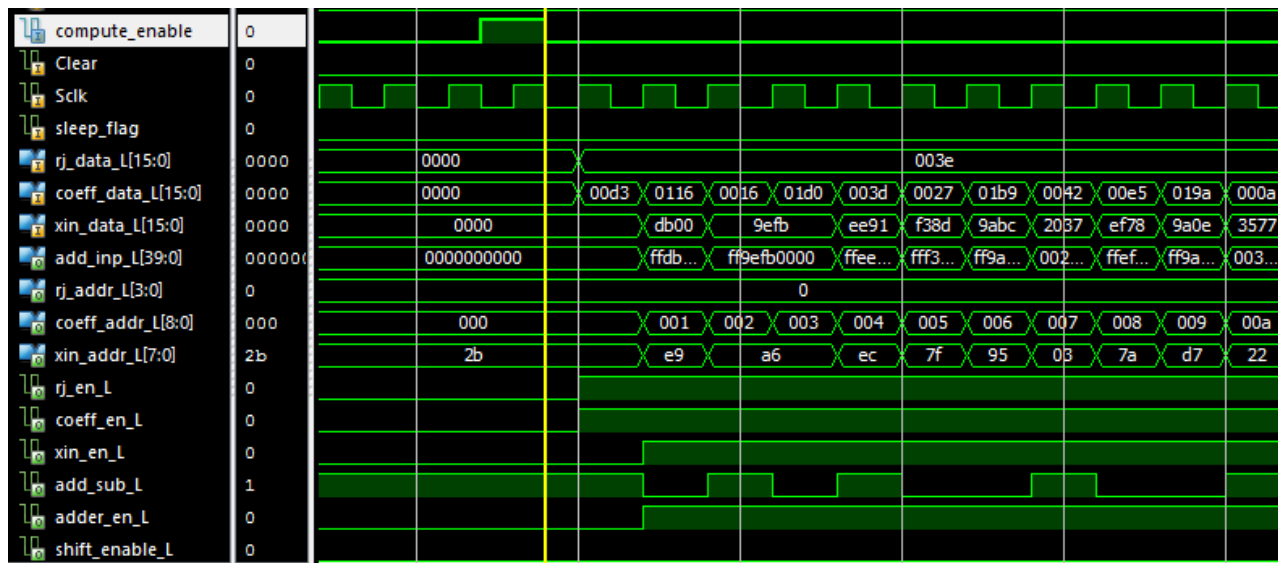 compute_enable 0
Clear 0
Sclk 0
sleep_flag 0
rj_data_L[15:0] 0000 0000 003e
coeff_data_L[15:0] 0000 0000 00d3 0116 0016 01d0 003d 0027 01b9 0042 00e5 019a 000a
xin_data_L[15:0] 0000 0000 db00 9efb ee91 f38d 9abc 2037 ef78 9a0e 3577
add_inp_L[39:0] 000000 0000000000 ffdb... ff9efb0000 ffee... fff3... ff9a... 002... ffef... ff9a... 003...
rj_addr_L[3:0] 0 0
coeff_addr_L[8:0] 000 000 001 002 003 004 005 006 007 008 009 00a
xin_addr_L[7:0] 2b 2b e9 a6 ec 7f 95 03 7a d7 22
rj_en_L 0
coeff_en_L 0
xin_en_L 0
add_sub_L 1
adder_en_L 0
shift_enable_L 0